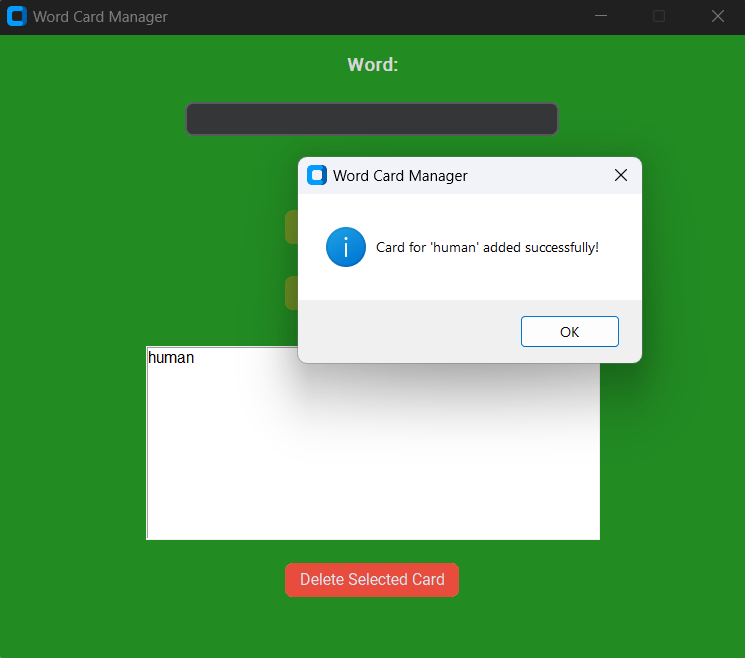 Word Card Manager
Word:
Word Card Manager
Card for 'human' added successfully!
OK
human
Delete Selected Card